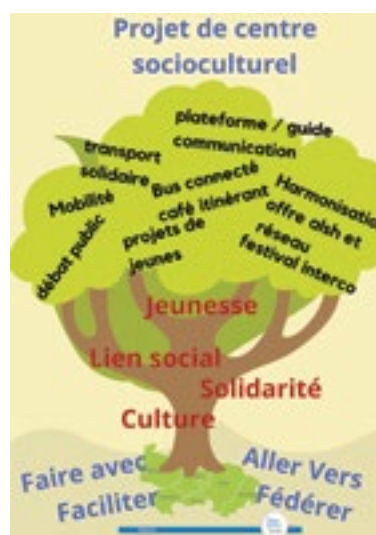 Projet de centre
socioculturel
plateforme / guide
communication
transport
solidaire
Bus connecté
café itinérant
Mobilité
Harmonisatio
offre alsh et
réseau
festival interco
débat public
projets de
jeunes
Jeunesse
Lien social
Solidarité
Culture
Faire avec
Faciliter
Aller Vers
Fédérer